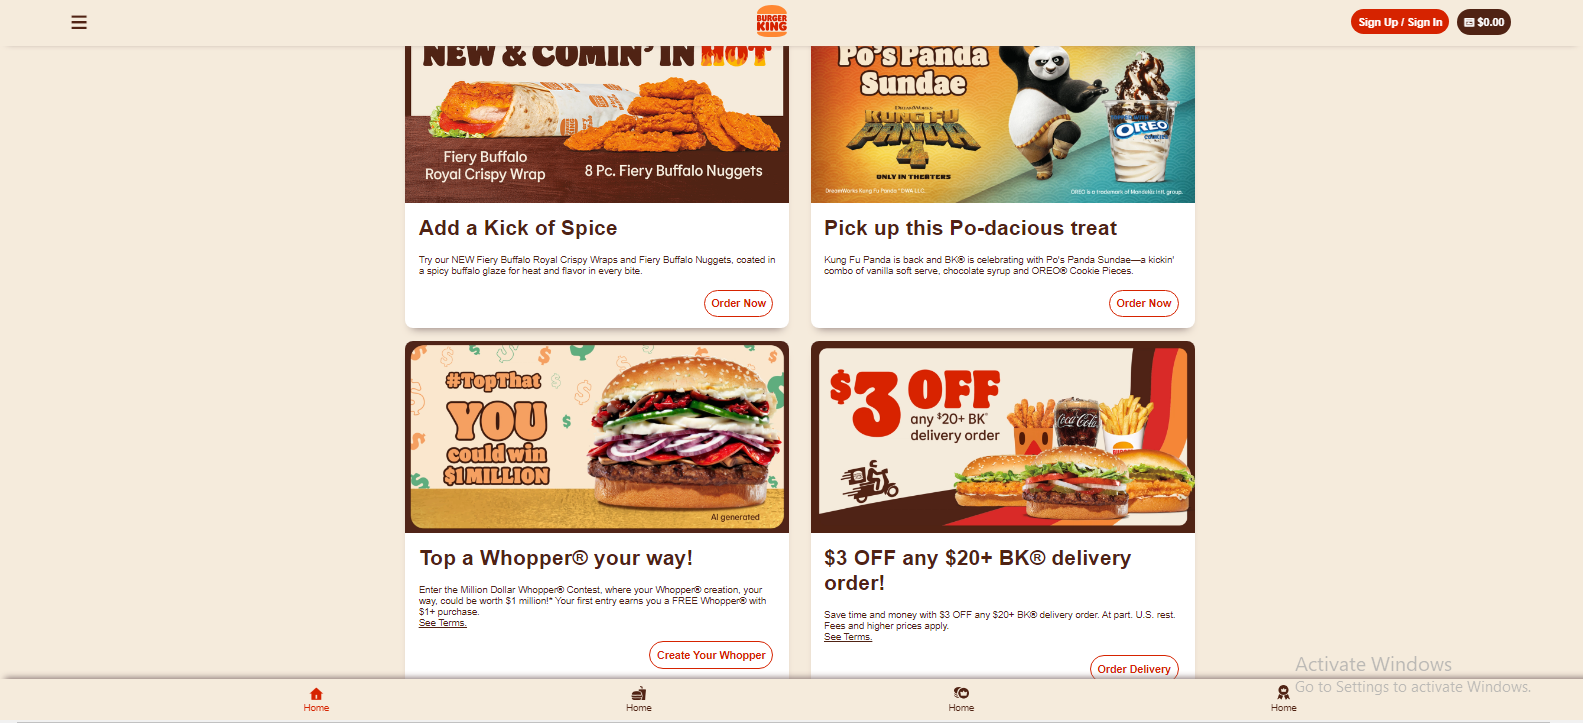 BURGER
KING
Sign Up / Sign In
$0.00
NEW & COMIN' IN HOT
Fiery Buffalo
Royal Crispy Wrap
8 Pc. Fiery Buffalo Nuggets
Add a Kick of Spice
Try our NEW Fiery Buffalo Royal Crispy Wraps and Fiery Buffalo Nuggets, coated in
a spicy buffalo glaze for heat and flavor in every bite.
Order Now
Po's Panda
Sundae
DREAMWORKS
KUNG FU
PANDA
4
ONLY IN THEATERS
DreamWorks Kung Fu Panda © DWA LLC.
OREO
OREO is a trademark of Mondelēz intl. group.
Pick up this Po-dacious treat
Kung Fu Panda is back and BK® is celebrating with Po's Panda Sundae—a kickin'
combo of vanilla soft serve, chocolate syrup and OREO® Cookie Pieces.
Order Now
#TopThat
YOU
could win
$1 MILLION
AI generated
Top a Whopper® your way!
Enter the Million Dollar Whopper® Contest, where your Whopper® creation, your
way, could be worth $1 million!* Your first entry earns you a FREE Whopper® with
$1+ purchase.
See Terms.
Create Your Whopper
$3 OFF
any $20+ BK®
delivery order
Coca-Cola
$3 OFF any $20+ BK® delivery
order!
Save time and money with $3 OFF any $20+ BK® delivery order. At part. U.S. rest.
Fees and higher prices apply.
See Terms.
Order Delivery
Activate Windows
Go to Settings to activate Windows.
Home
Home
Home
Home